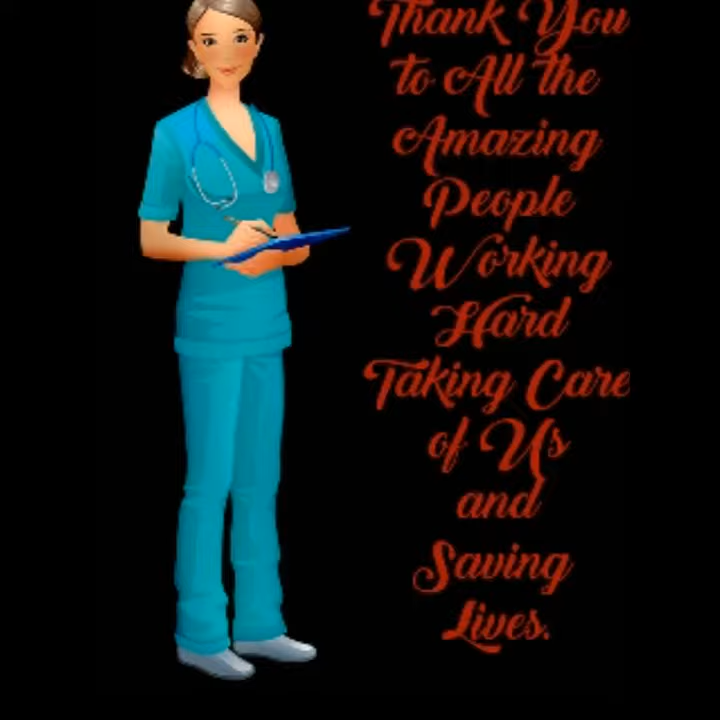 Thank You
to All the
Amazing
People
Working
Hard
Taking Care
of Us
and
Saving
Lives.